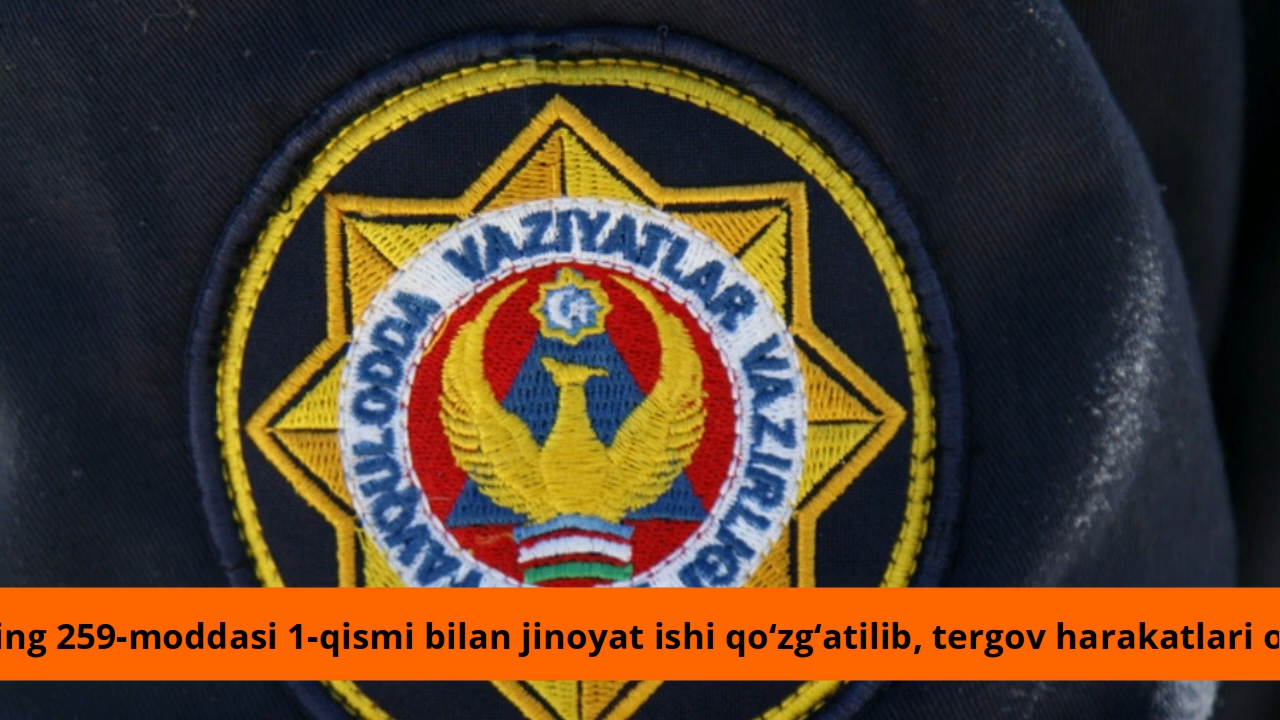 FAVQULODDA VAZIYATLAR VAZIRLIGI
ing 259-moddasi 1-qismi bilan jinoyat ishi qo‘zg‘atilib, tergov harakatlari o